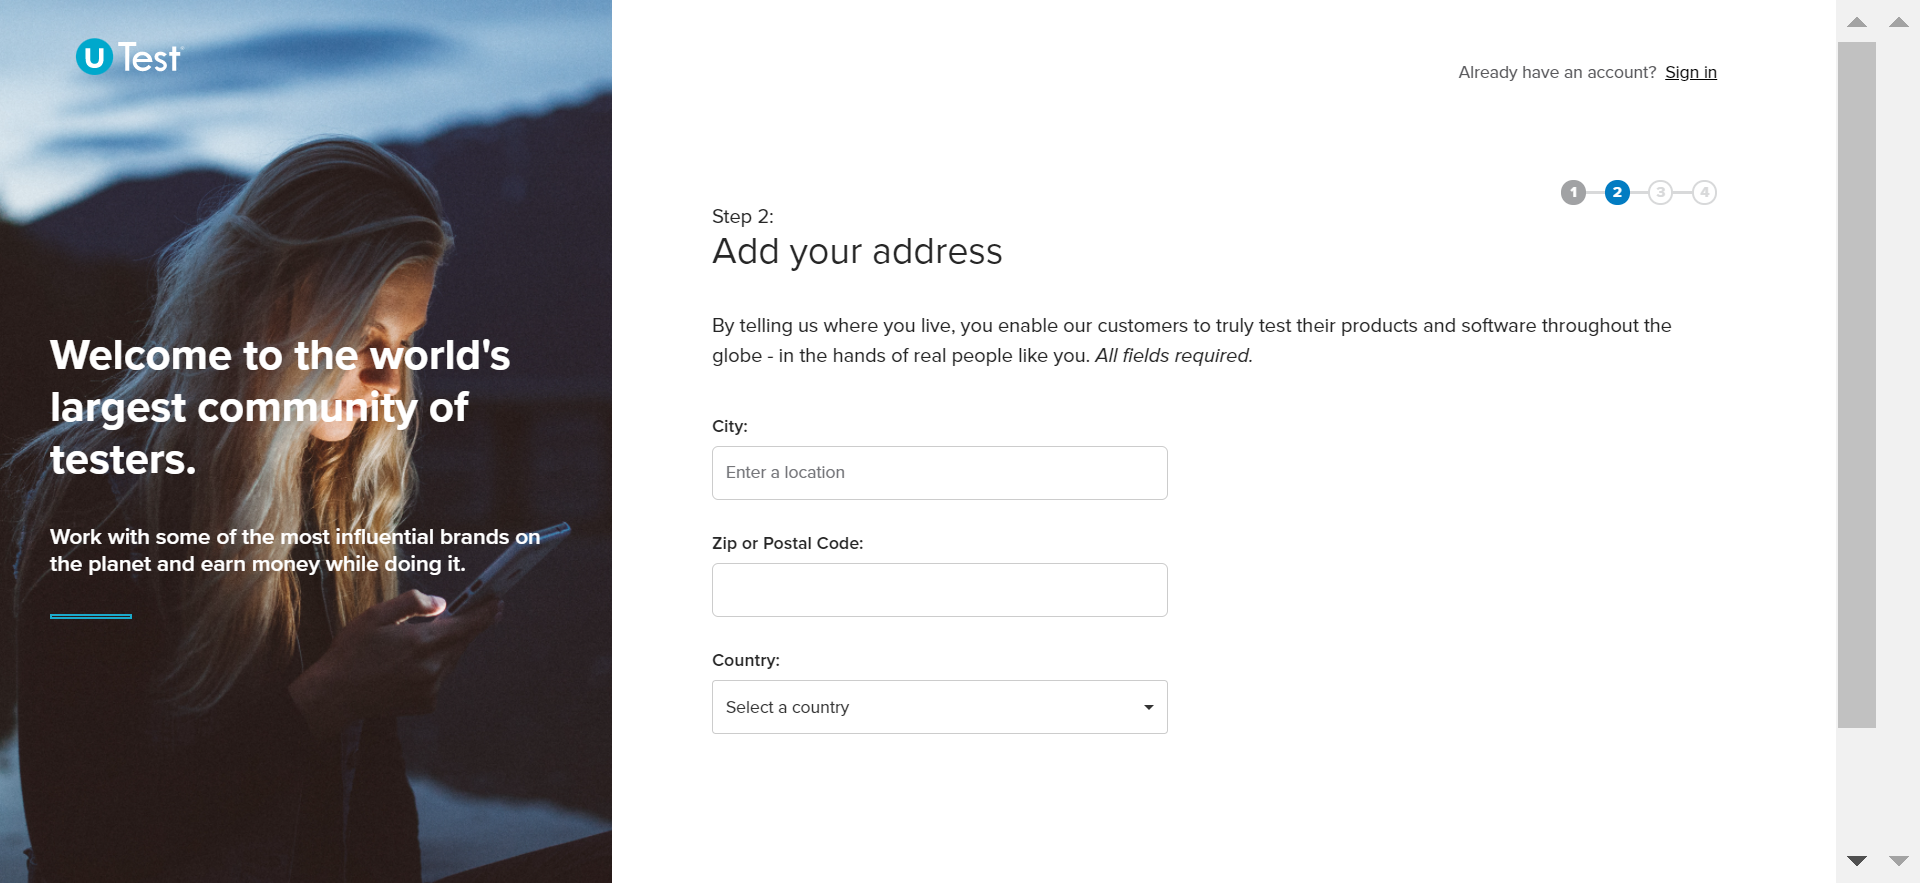 U Test
Welcome to the world's
largest community of
testers.
Work with some of the most influential brands on
the planet and earn money while doing it.
Already have an account? Sign in
1 2 3 4
Step 2:
Add your address
By telling us where you live, you enable our customers to truly test their products and software throughout the
globe - in the hands of real people like you. All fields required.
City:
Enter a location
Zip or Postal Code:
Country:
Select a country